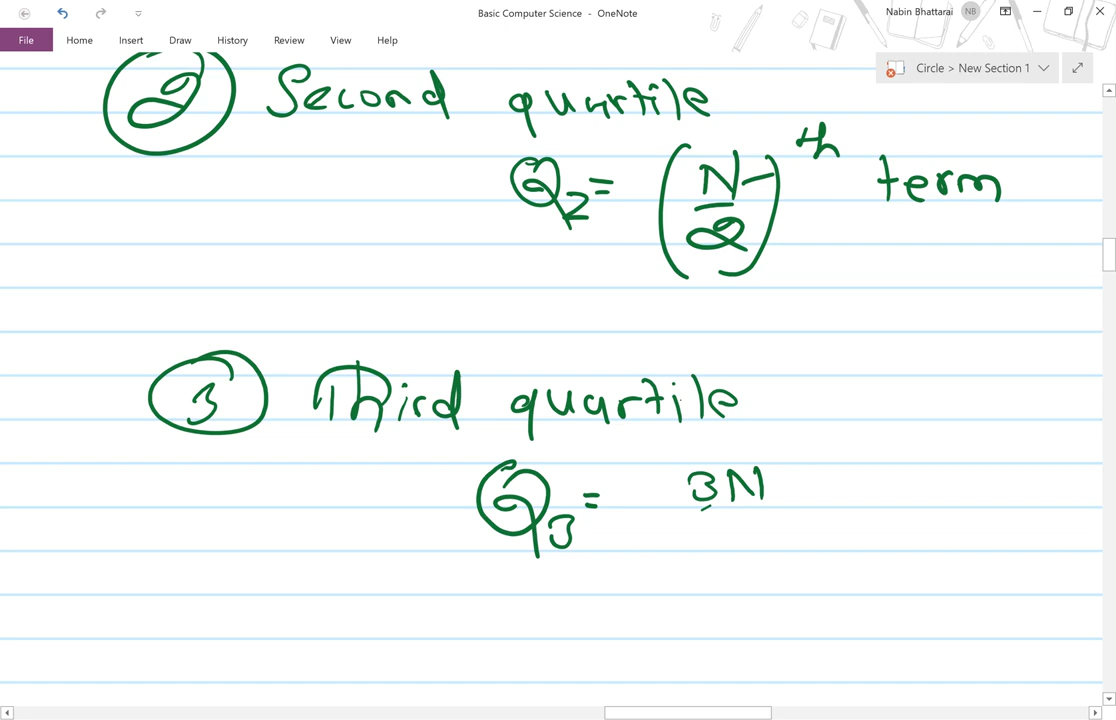 Basic Computer Science - OneNote
Nabin Bhattarai NB
File Home Insert Draw History Review View Help
Circle > New Section 1
2 Second quartile
Q2 = (N/2)th term
3 Third quartile
Q3 = 3N